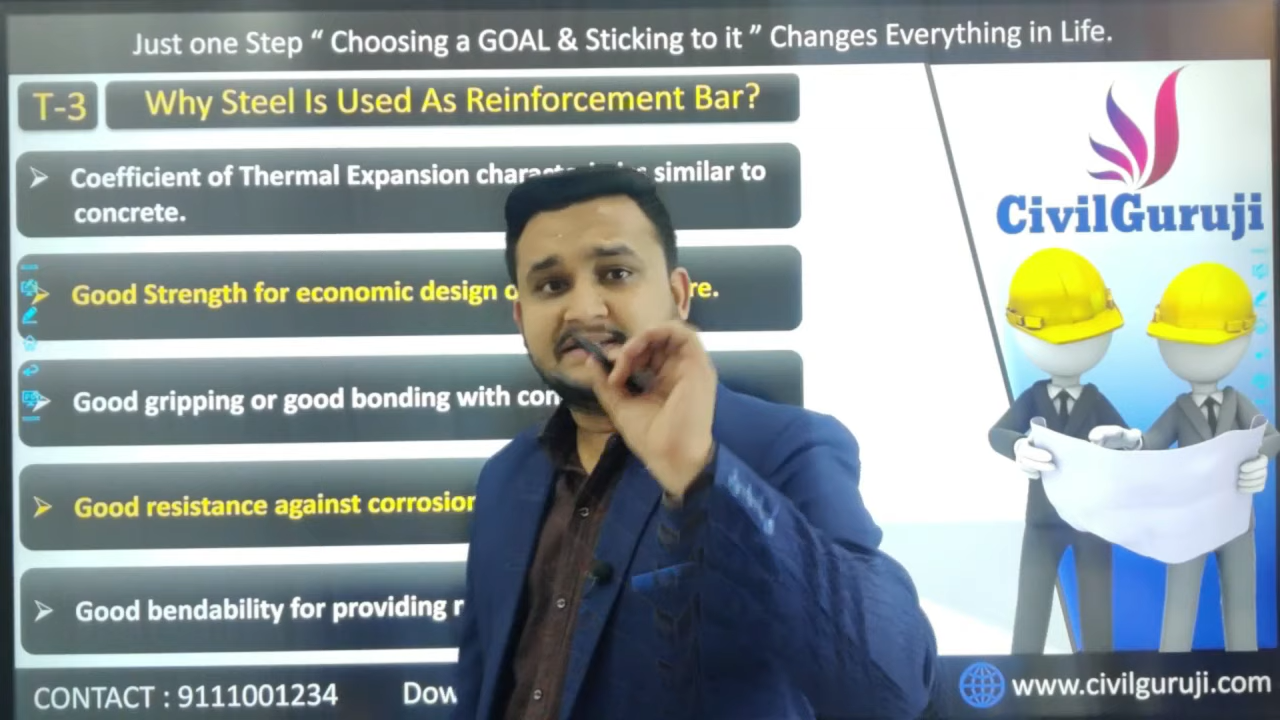 Just one Step “ Choosing a GOAL & Sticking to it ” Changes Everything in Life.
T-3
Why Steel Is Used As Reinforcement Bar?
Coefficient of Thermal Expansion similar to
concrete.
Good Strength for economic design
Good gripping or good bonding with
Good resistance against
Good bendability for providing
CivilGuruji
CONTACT : 9111001234
www.civilguruji.com